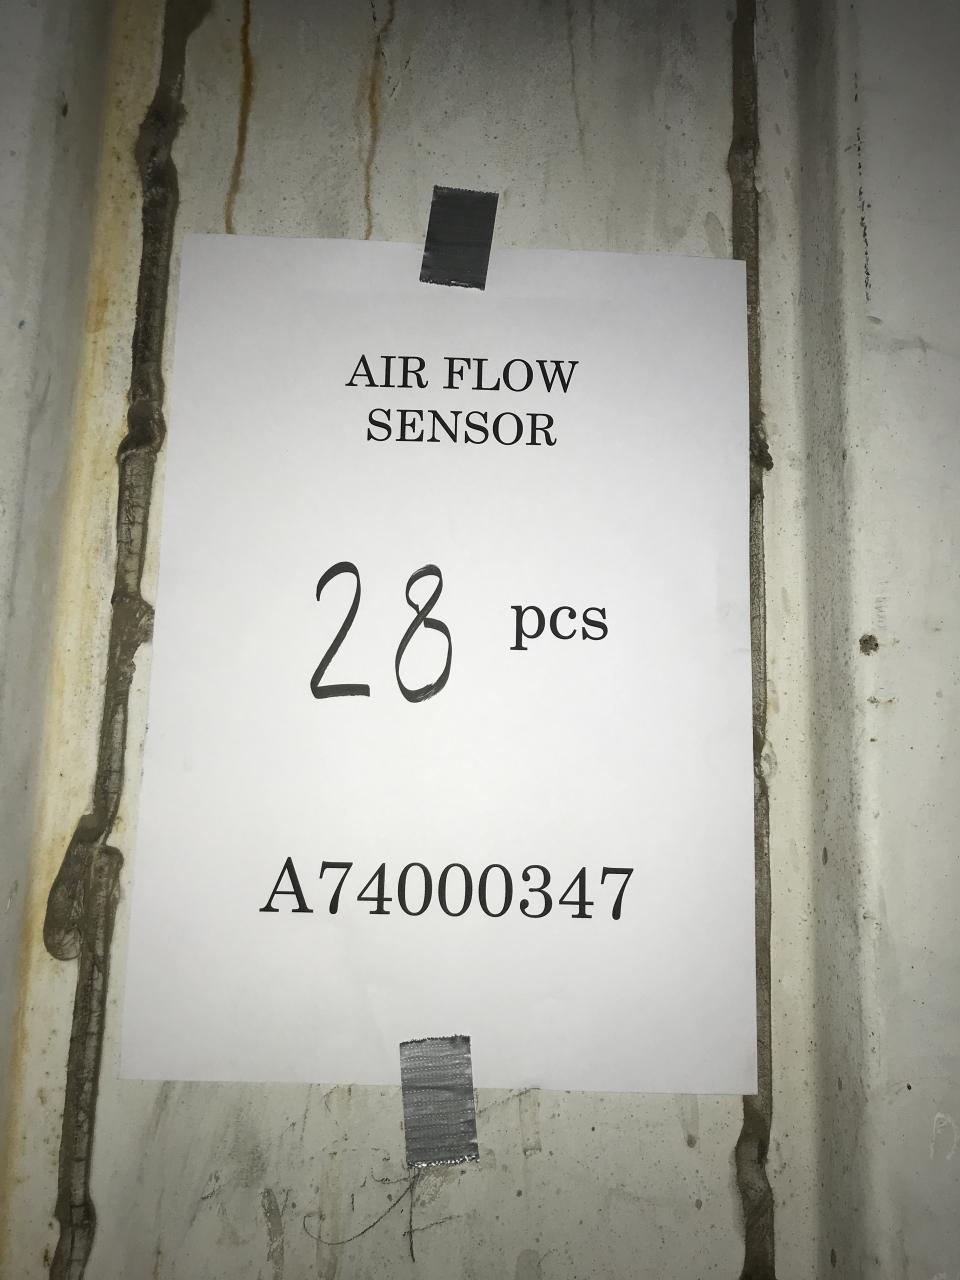 AIR FLOW
SENSOR
28 pcs
A74000347